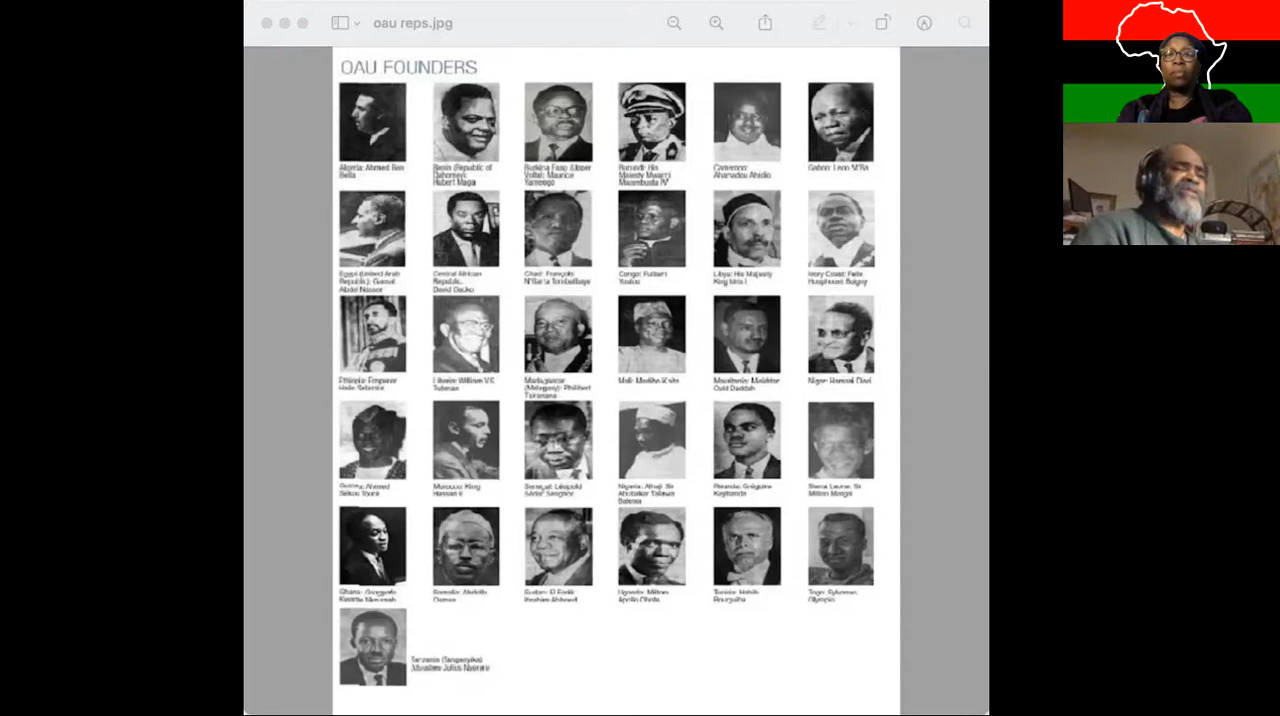 oau reps.jpg
OAU FOUNDERS
Algeria: Ahmed Ben
Bella
Benin (Republic of
Dahomey):
Hubert Maga
Burkina Faso (Upper
Volta): Maurice
Yameogo
Burundi: His
Majesty Mwami
Mwambutsa IV
Cameroon:
Ahamadou Ahidjo
Gabon: Leon M'Ba
Egypt (United Arab
Republic): Gamal
Abdel Nasser
Central African
Republic:
David Dacko
Chad: François
N'Garta Tombalbaye
Congo: Fulbert
Youlou
Libya: His Majesty
King Idris I
Ivory Coast: Felix
Houphouet Boigny
Ethiopia: Emperor
Haile Selassie
Liberia: William V.S.
Tubman
Madagascar
(Malagasy): Philibert
Tsiranana
Mali: Modibo Keita
Mauritania: Mokhtar
Ould Daddah
Niger: Hamani Diori
Guinea: Ahmed
Sékou Touré
Morocco: King
Hassan II
Senegal: Léopold
Sédar Senghor
Nigeria: Alhaji Sir
Abubakar Tafawa
Balewa
Rwanda: Grégoire
Kayibanda
Sierra Leone: Sir
Milton Margai
Ghana: Osagyefo
Kwame Nkrumah
Somalia: Abdulla
Osman
Sudan: El Ferik
Ibrahim Abboud
Uganda: Milton
Apollo Obote
Tunisia: Habib
Bourguiba
Togo: Sylvanus
Olympio
Tanzania (Tanganyika)
Mwalimu Julius Nyerere